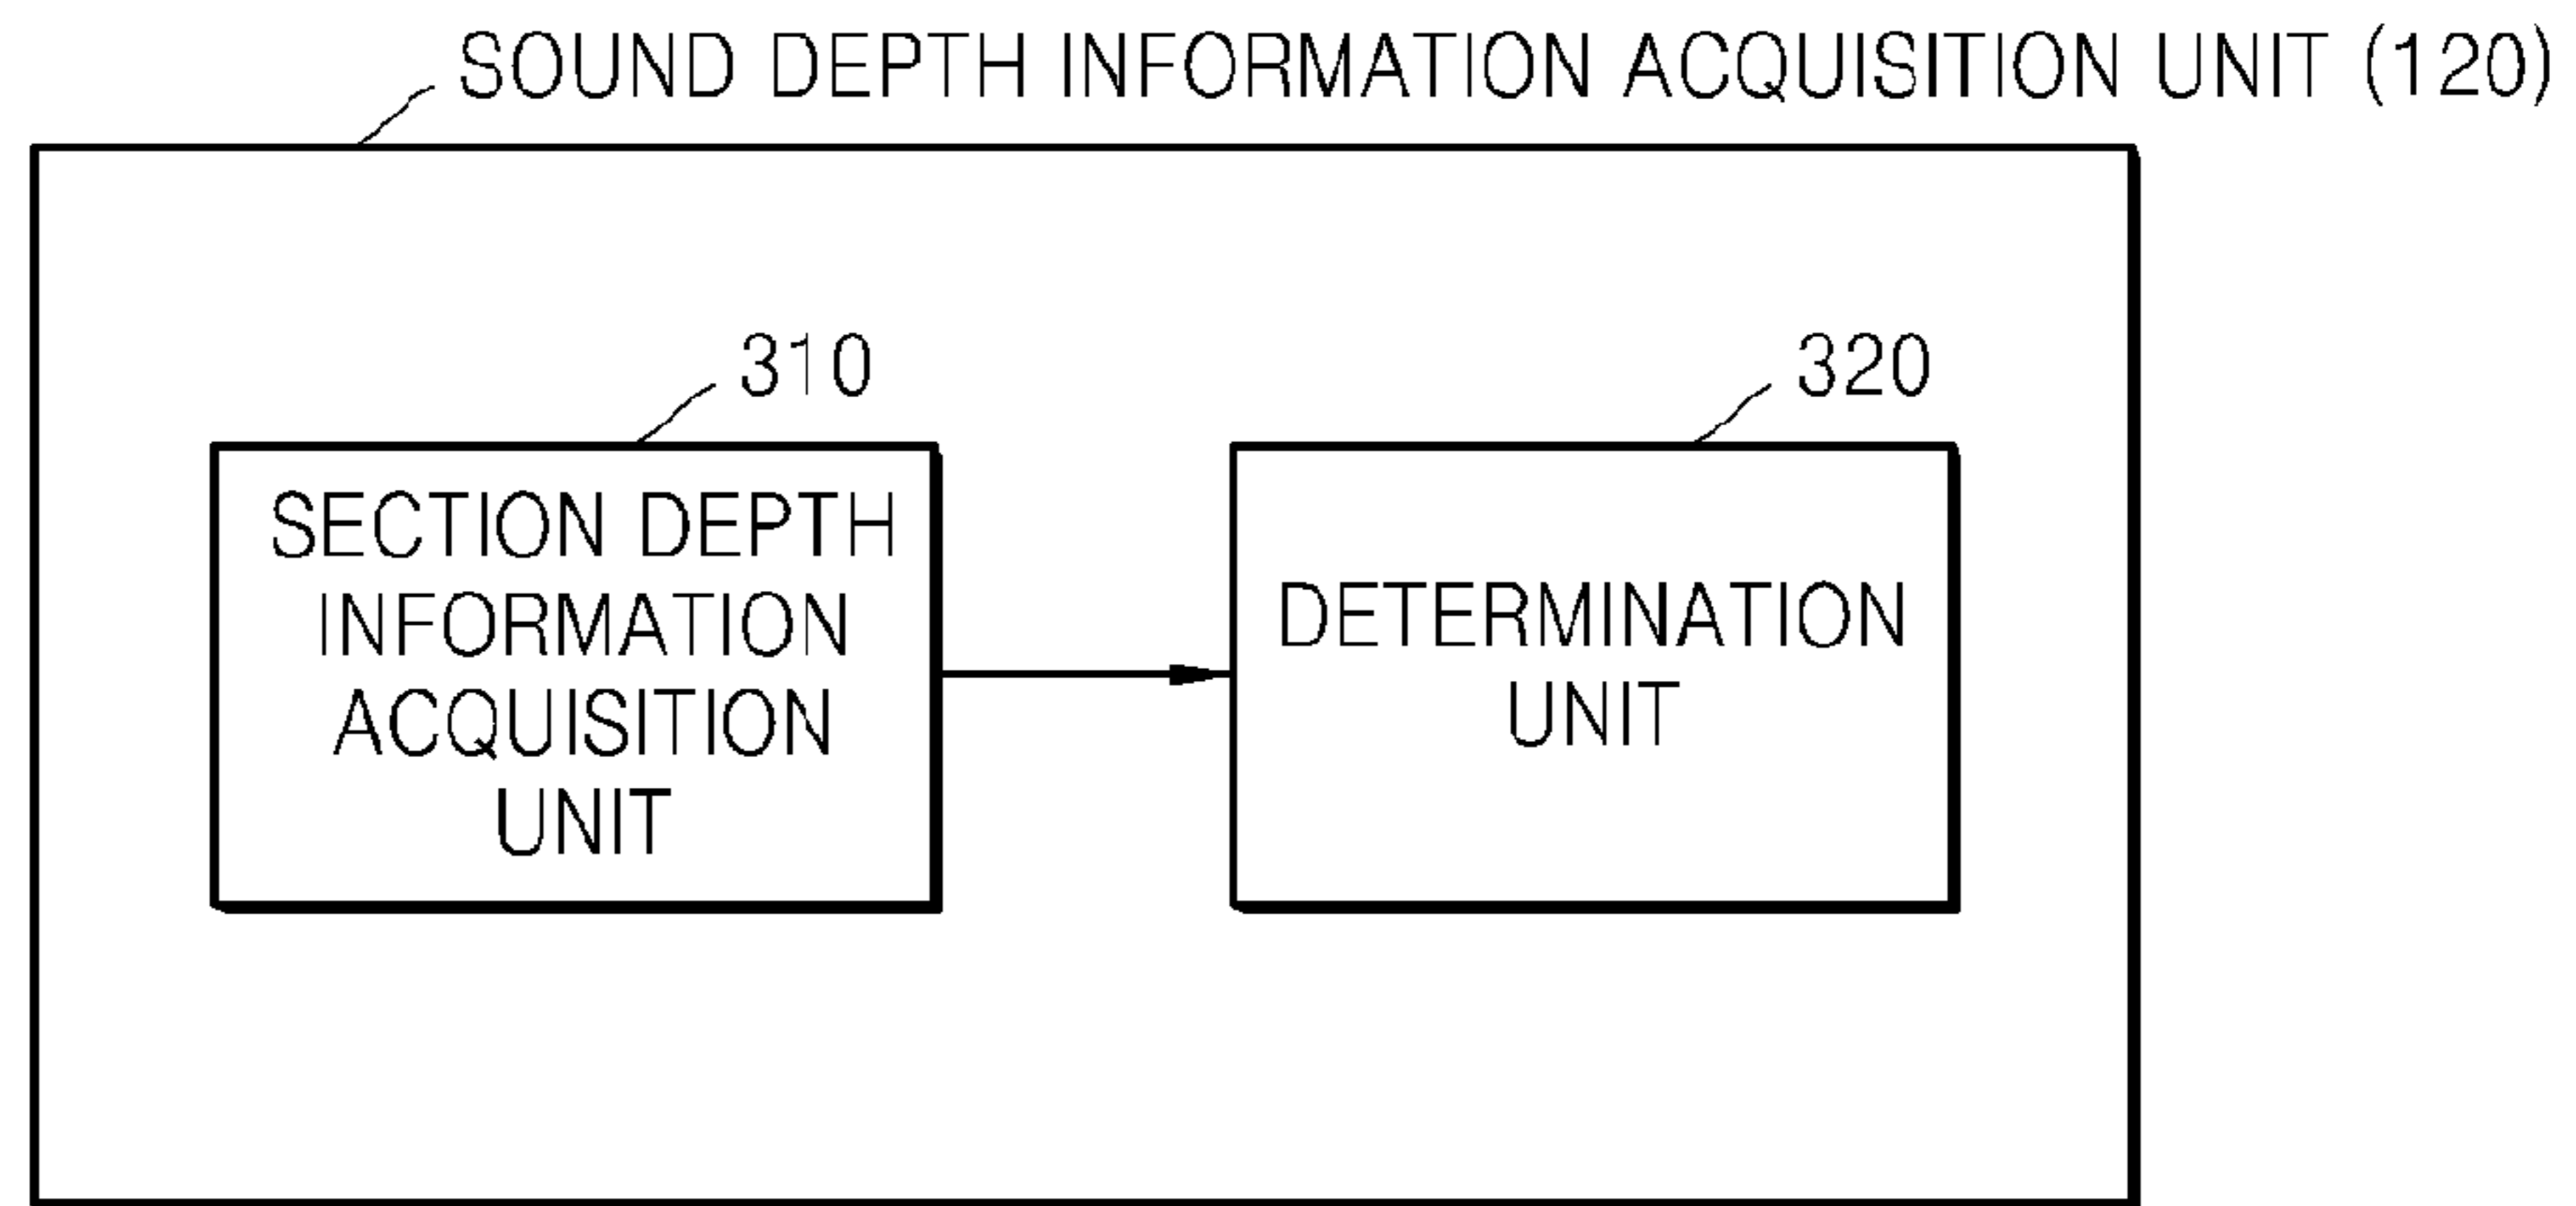 SOUND DEPTH INFORMATION ACQUISITION UNIT (120)
310
320
SECTION DEPTH
INFORMATION
ACQUISITION
UNIT
DETERMINATION
UNIT